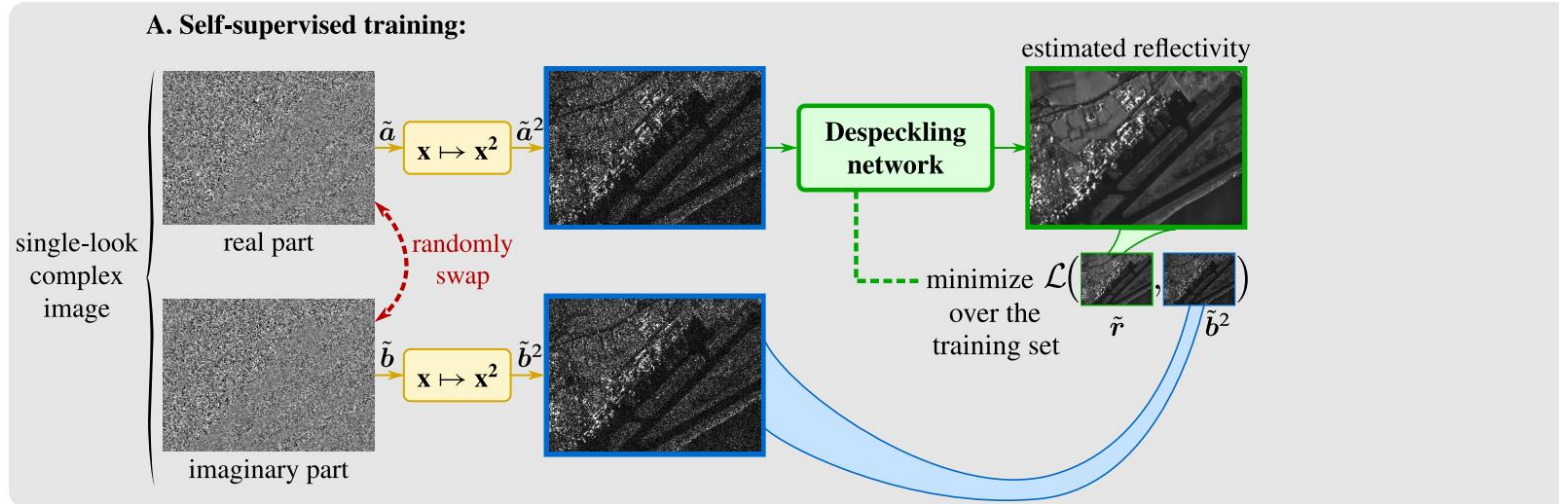 A. Self-supervised training:
estimated reflectivity
ã
x ↦ x²
ã²
Despeckling
network
real part
single-look
complex
image
randomly
swap
minimize ℒ( , )
over the
training set
r̃
b̃²
b̃
x ↦ x²
b̃²
imaginary part